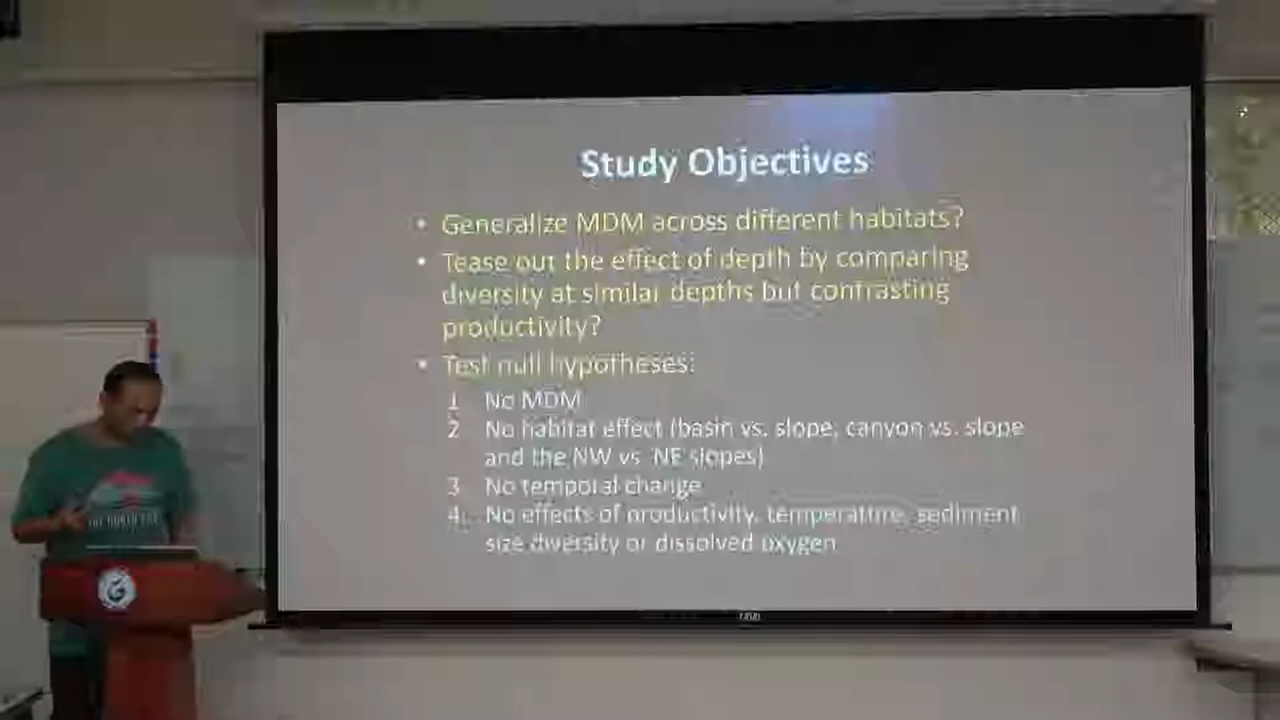 Study Objectives
• Generalize MDM across different habitats?
• Tease out the effect of depth by comparing
diversity at similar depths but contrasting
productivity?
• Test null hypotheses:
1. No MDM
2. No habitat effect (basin vs. slope, canyon vs. slope
and the NW vs. NE slopes)
3. No temporal change
4. No effects of productivity, temperature, sediment
size diversity or dissolved oxygen